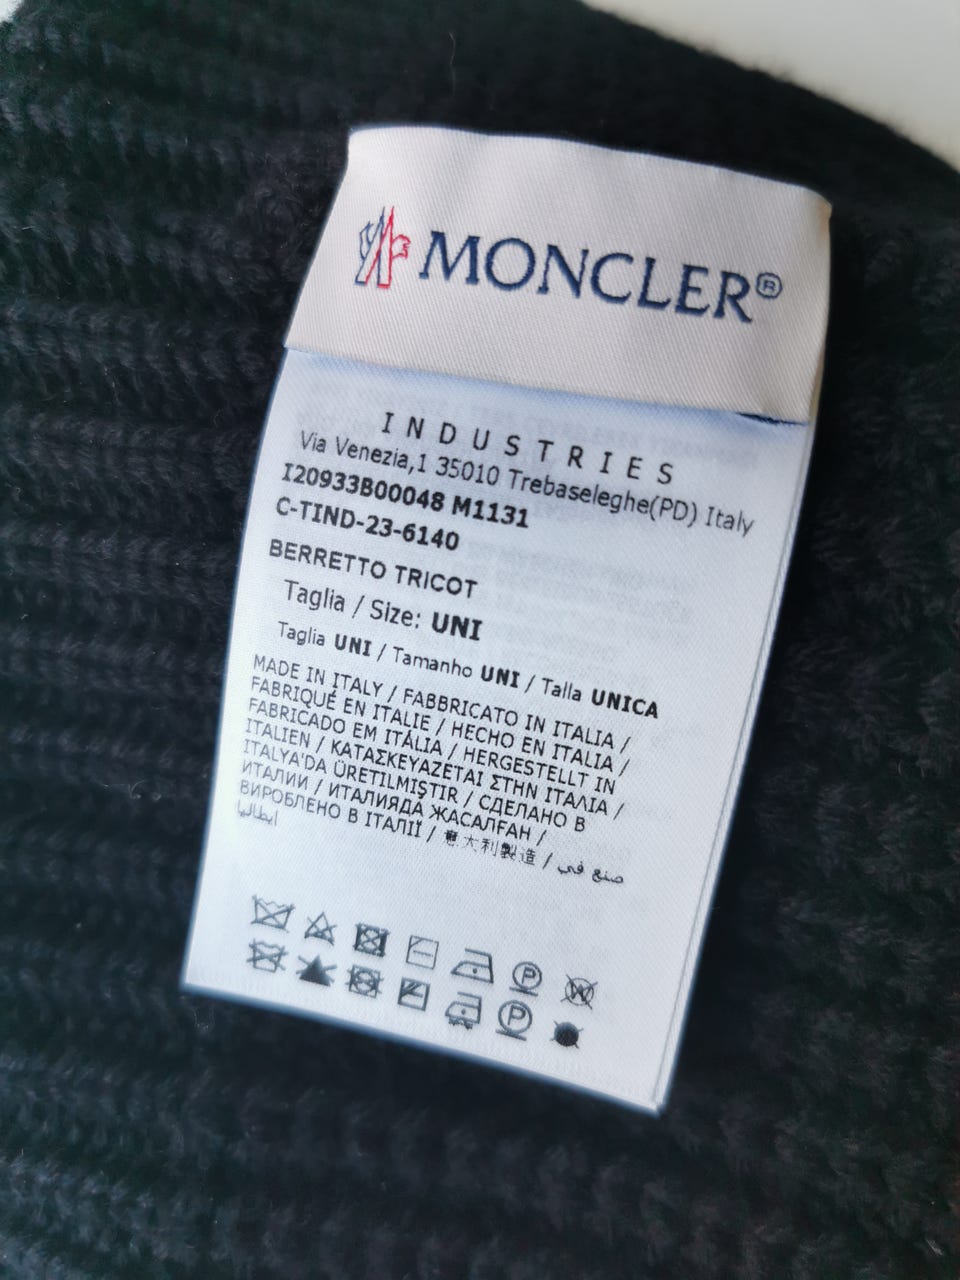 MONCLER®
INDUSTRIES
Via Venezia,1 35010 Trebaseleghe(PD) Italy
I20933B00048 M1131
C-TIND-23-6140
BERRETTO TRICOT
Taglia / Size: UNI
Taglia UNI / Tamanho UNI / Talla UNICA
MADE IN ITALY / FABBRICATO IN ITALIA /
FABRIQUÉ EN ITALIE / HECHO EN ITALIA /
FABRICADO EM ITÁLIA / HERGESTELLT IN
ITALIEN / ΚΑΤΑΣΚΕΥΑΖΕΤΑΙ ΣΤΗΝ ΙΤΑΛΙΑ /
ITALYA'DA ÜRETILMIŞTIR / СДЕЛАНО В
ИТАЛИИ / ИТАЛИЯДА ЖАСАЛҒАН /
ВИРОБЛЕНО В ІТАЛІЇ / 意大利製造 / صنع في
ايطاليا
P W
P